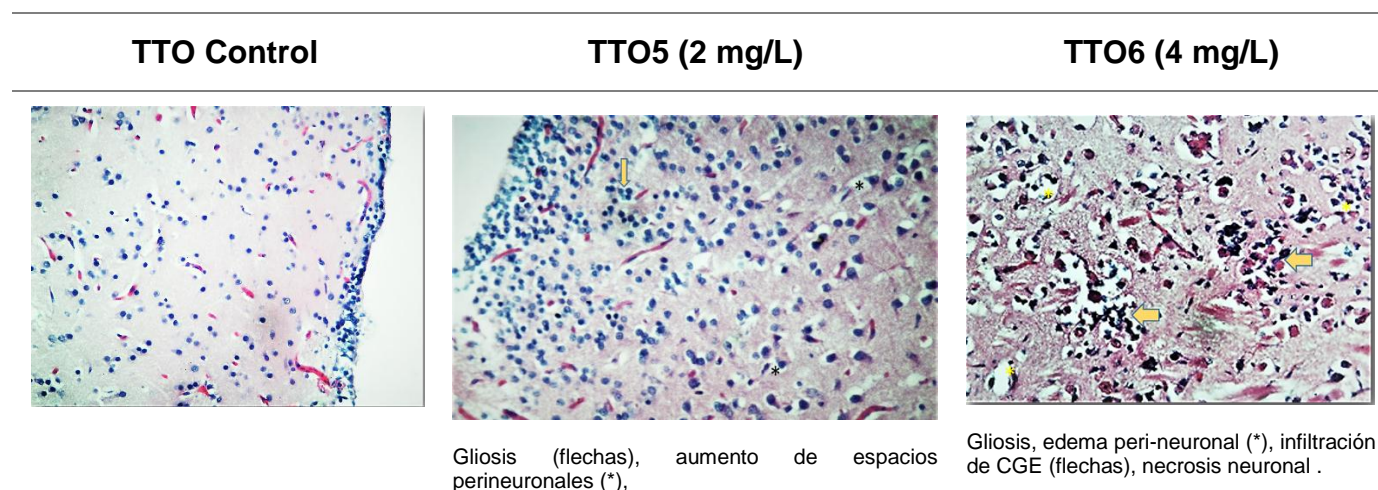 TTO Control
TTO5 (2 mg/L)
TTO6 (4 mg/L)
*
*
*
*
*
Gliosis (flechas), aumento de espacios
perineuronales (*),
Gliosis, edema peri-neuronal (*), infiltración
de CGE (flechas), necrosis neuronal .